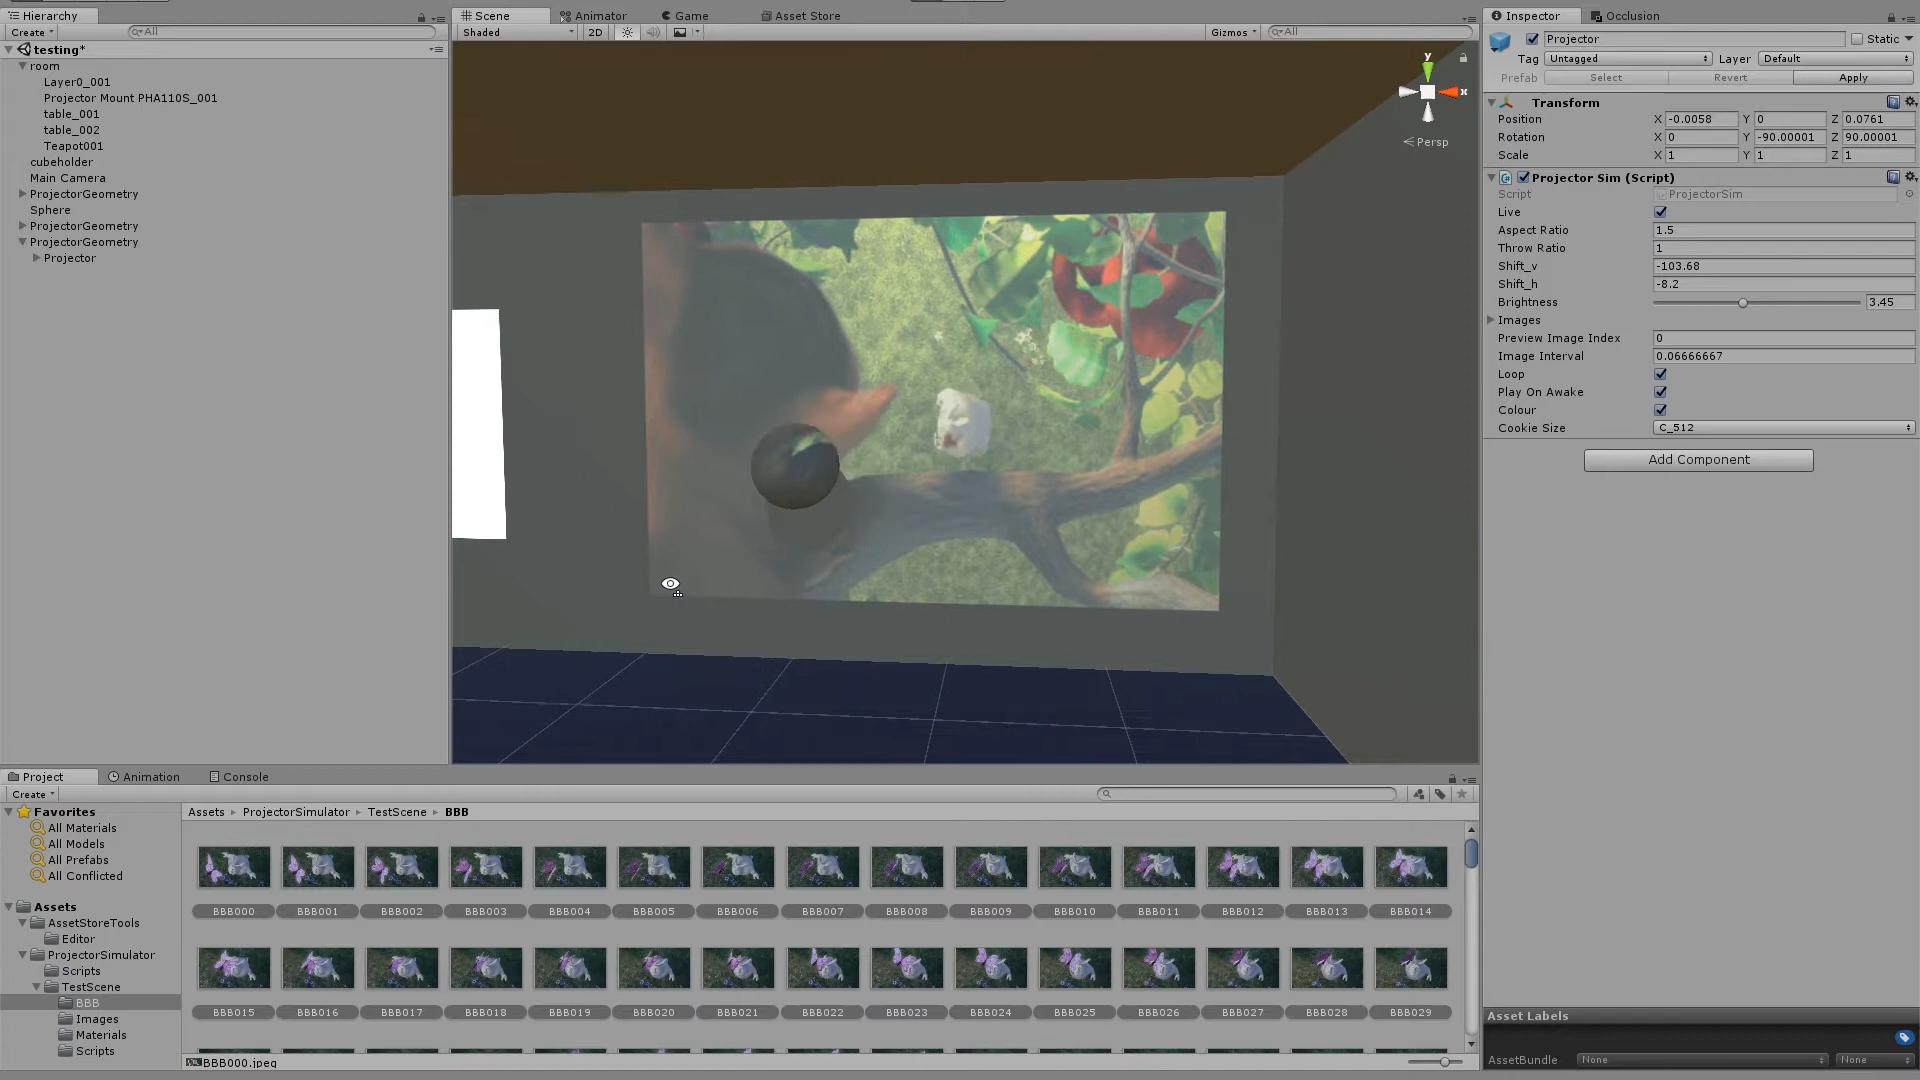 Hierarchy
Create
All
testing*
room
Layer0_001
Projector Mount PHA110S_001
table_001
table_002
Teapot001
cubeholder
Main Camera
ProjectorGeometry
Sphere
ProjectorGeometry
ProjectorGeometry
Projector
Scene Animator Game Asset Store
Shaded 2D Gizmos All
y
x
Persp
Inspector Occlusion
Projector Static
Tag Untagged Layer Default
Prefab Select Revert Apply
Transform
Position X -0.0058 Y 0 Z 0.0761
Rotation X 0 Y -90.00001 Z 90.00001
Scale X 1 Y 1 Z 1
Projector Sim (Script)
Script ProjectorSim
Live
Aspect Ratio 1.5
Throw Ratio 1
Shift_v -103.68
Shift_h -8.2
Brightness 3.45
Images
Preview Image Index 0
Image Interval 0.06666667
Loop
Play On Awake
Colour
Cookie Size C_512
Add Component
Project Animation Console
Create
Favorites
All Materials
All Models
All Prefabs
All Conflicted
Assets
AssetStoreTools
Editor
ProjectorSimulator
Scripts
TestScene
BBB
Images
Materials
Scripts
Assets ProjectorSimulator TestScene BBB
BBB000 BBB001 BBB002 BBB003 BBB004 BBB005 BBB006 BBB007 BBB008 BBB009 BBB010 BBB011 BBB012 BBB013 BBB014
BBB015 BBB016 BBB017 BBB018 BBB019 BBB020 BBB021 BBB022 BBB023 BBB024 BBB025 BBB026 BBB027 BBB028 BBB029
BBB000.jpeg
Asset Labels
AssetBundle None None